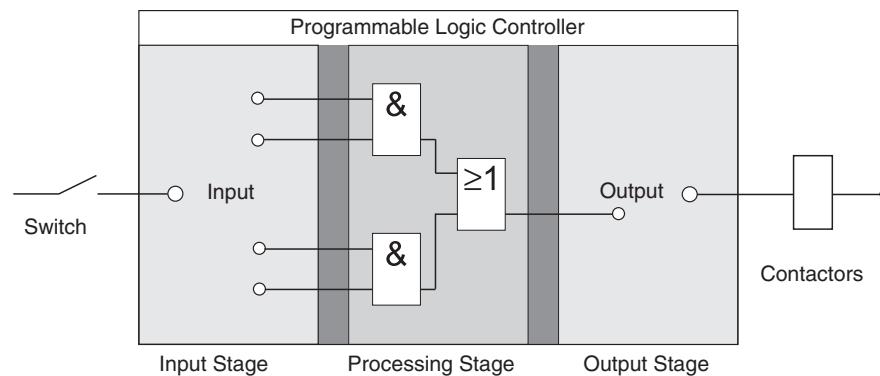 Programmable Logic Controller
&
≥1
Input
Output
Switch
&
Contactors
Input Stage
Processing Stage
Output Stage